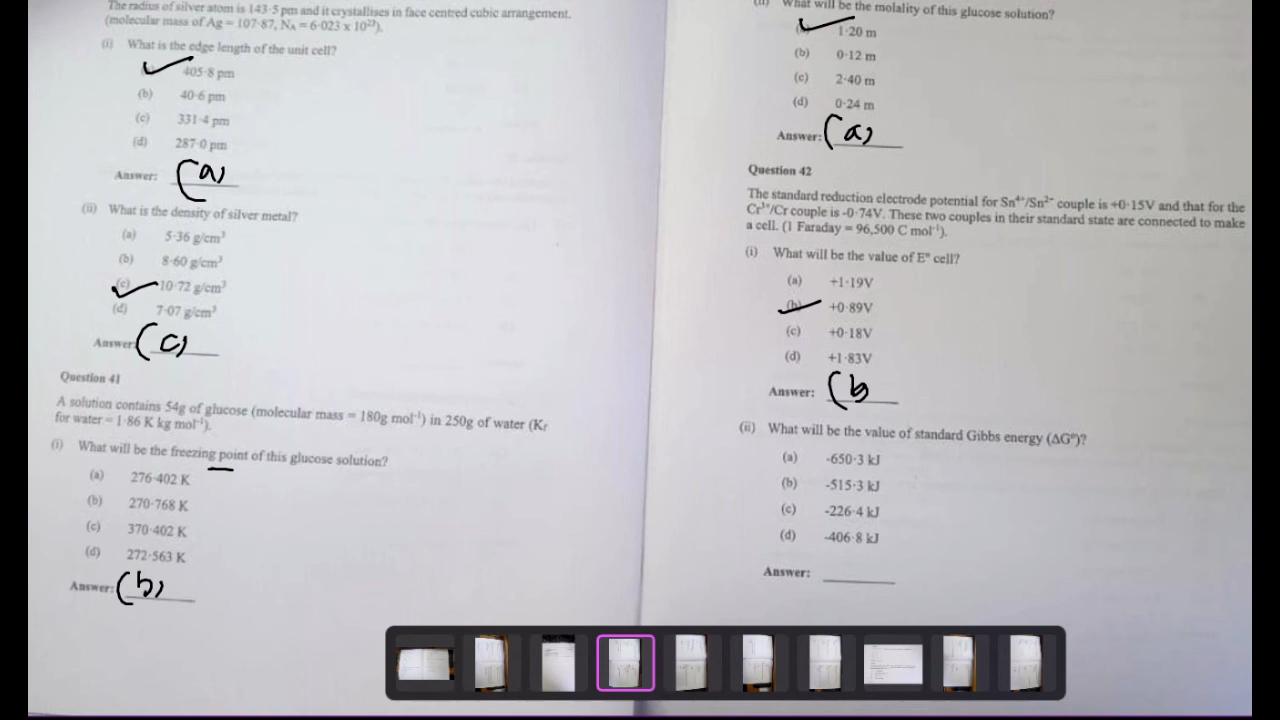 The radius of silver atom is 143·5 pm and it crystallises in face centred cubic arrangement.
(molecular mass of Ag = 107·87, NA = 6·023 x 10²³).
(i) What is the edge length of the unit cell?
405·8 pm
(b) 40·6 pm
(c) 331·4 pm
(d) 287·0 pm
Answer: (a)
(ii) What is the density of silver metal?
(a) 5·36 g/cm³
(b) 8·60 g/cm³
(c) 10·72 g/cm³
(d) 7·07 g/cm³
Answer (c)
Question 41
A solution contains 54g of glucose (molecular mass = 180g mol⁻¹) in 250g of water (Kf
for water = 1·86 K kg mol⁻¹).
(i) What will be the freezing point of this glucose solution?
(a) 276·402 K
(b) 270·768 K
(c) 370·402 K
(d) 272·563 K
Answer: (b)
(ii) What will be the molality of this glucose solution?
1·20 m
(b) 0·12 m
(c) 2·40 m
(d) 0·24 m
Answer: (a)
Question 42
The standard reduction electrode potential for Sn⁴⁺/Sn²⁺ couple is +0·15V and that for the
Cr³⁺/Cr couple is -0·74V. These two couples in their standard state are connected to make
a cell. (1 Faraday = 96,500 C mol⁻¹).
(i) What will be the value of E° cell?
(a) +1·19V
(b) +0·89V
(c) +0·18V
(d) +1·83V
Answer: (b
(ii) What will be the value of standard Gibbs energy (ΔG°)?
(a) -650·3 kJ
(b) -515·3 kJ
(c) -226·4 kJ
(d) -406·8 kJ
Answer: